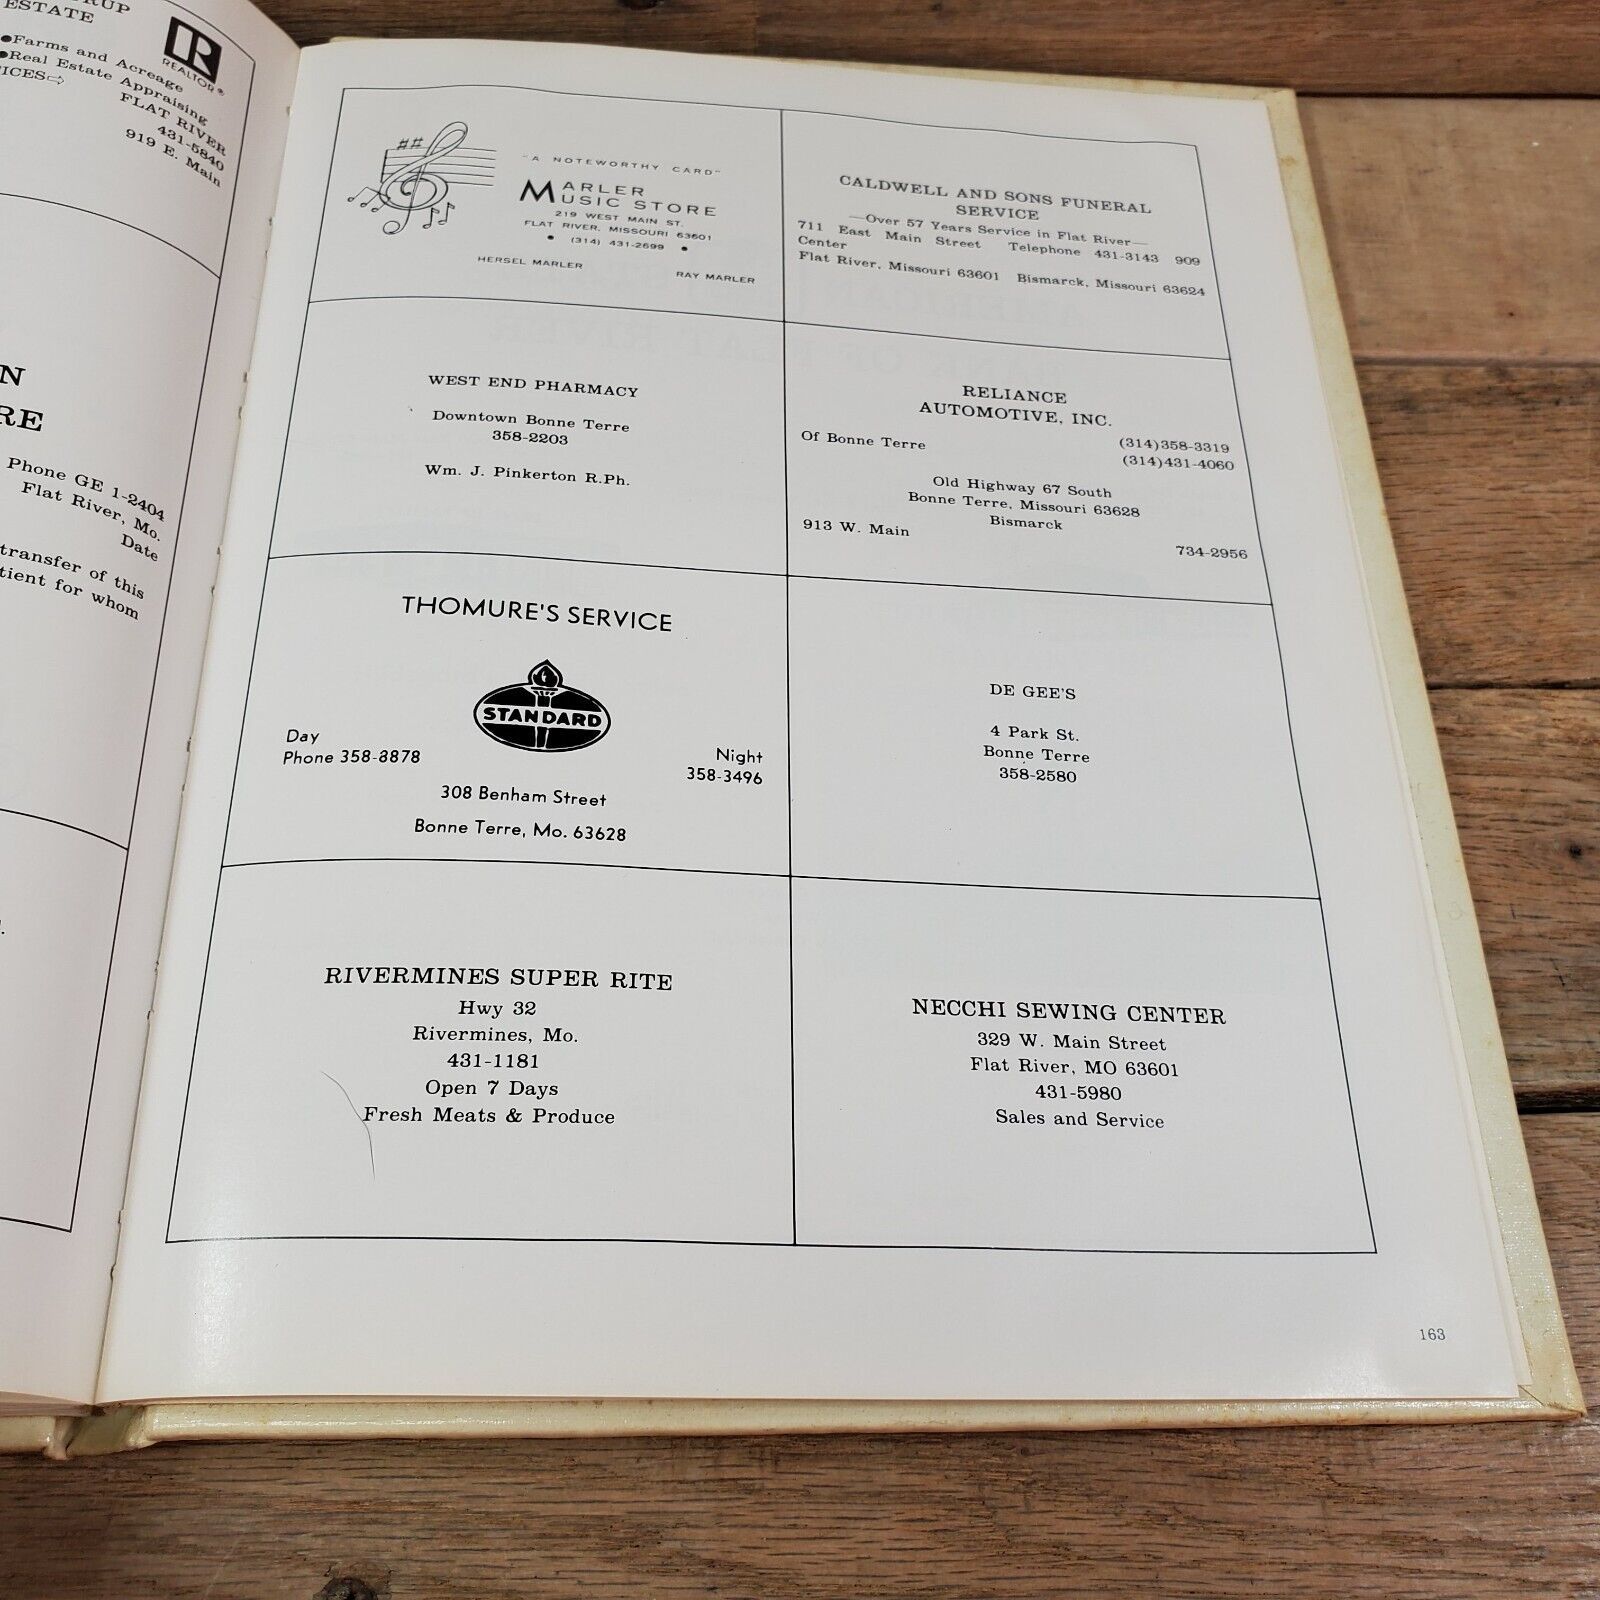 ESTATE
●Farms and Acreage
●Real Estate Appraising
FLAT RIVER
431-5840
919 E. Main
REALTOR®
Phone GE 1-2404
Flat River, Mo.
Date
transfer of this
for whom
"A NOTEWORTHY CARD"
MARLER
MUSIC STORE
219 WEST MAIN ST.
FLAT RIVER, MISSOURI 63601
● (314) 431-2699 ●
HERSEL MARLER
RAY MARLER
CALDWELL AND SONS FUNERAL
SERVICE
—Over 57 Years Service in Flat River—
711 East Main Street Telephone 431-3143 909
Center
Flat River, Missouri 63601 Bismarck, Missouri 63624
WEST END PHARMACY
Downtown Bonne Terre
358-2203
Wm. J. Pinkerton R.Ph.
RELIANCE
AUTOMOTIVE, INC.
Of Bonne Terre (314)358-3319
(314)431-4060
Old Highway 67 South
Bonne Terre, Missouri 63628
Bismarck
913 W. Main
734-2956
THOMURE'S SERVICE
STANDARD
Day
Phone 358-8878
Night
358-3496
308 Benham Street
Bonne Terre, Mo. 63628
DE GEE'S
4 Park St.
Bonne Terre
358-2580
RIVERMINES SUPER RITE
Hwy 32
Rivermines, Mo.
431-1181
Open 7 Days
Fresh Meats & Produce
NECCHI SEWING CENTER
329 W. Main Street
Flat River, MO 63601
431-5980
Sales and Service
163